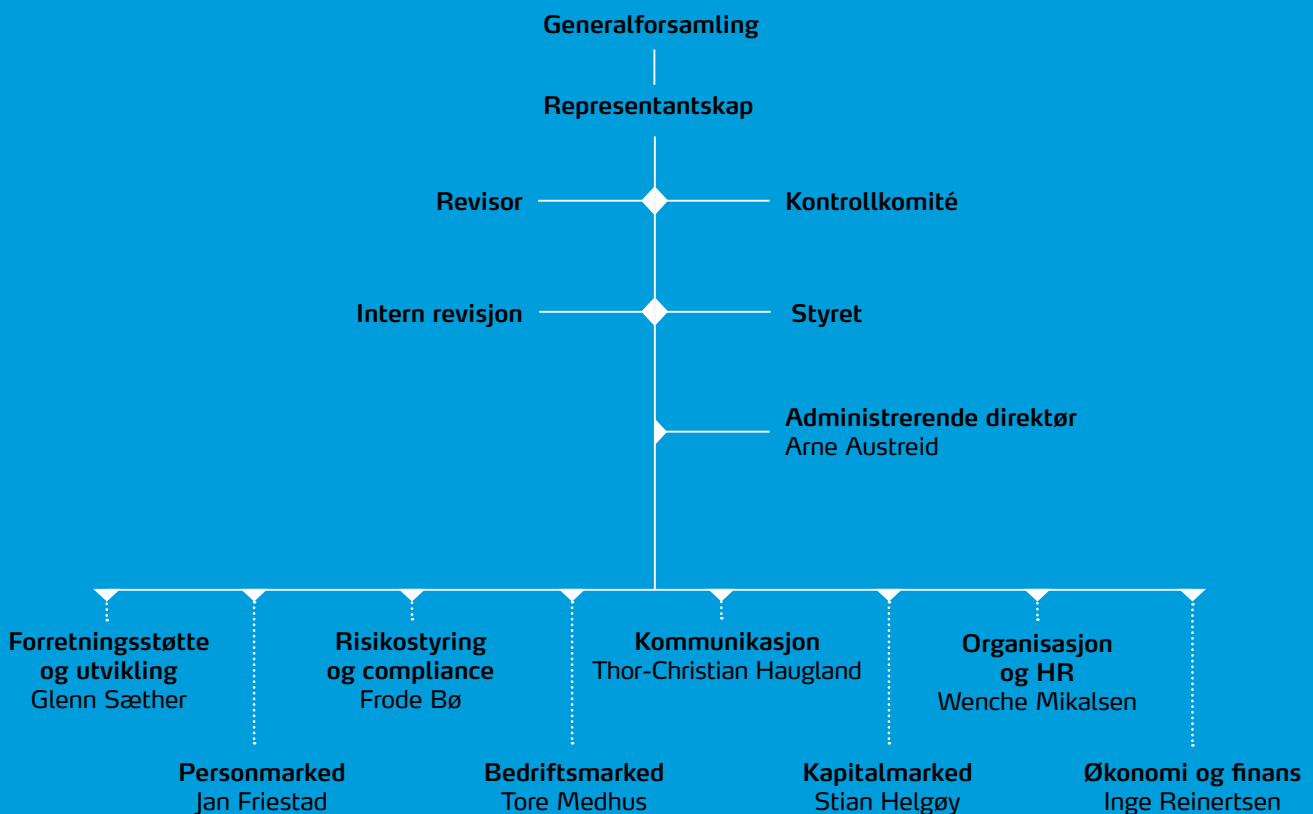 Generalforsamling
Representantskap
Revisor
Kontrollkomité
Intern revisjon
Styret
Administrerende direktør
Arne Austreid
Forretningsstøtte
og utvikling
Glenn Sæther
Risikostyring
og compliance
Frode Bø
Kommunikasjon
Thor-Christian Haugland
Organisasjon
og HR
Wenche Mikalsen
Personmarked
Jan Friestad
Bedriftsmarked
Tore Medhus
Kapitalmarked
Stian Helgøy
Økonomi og finans
Inge Reinertsen